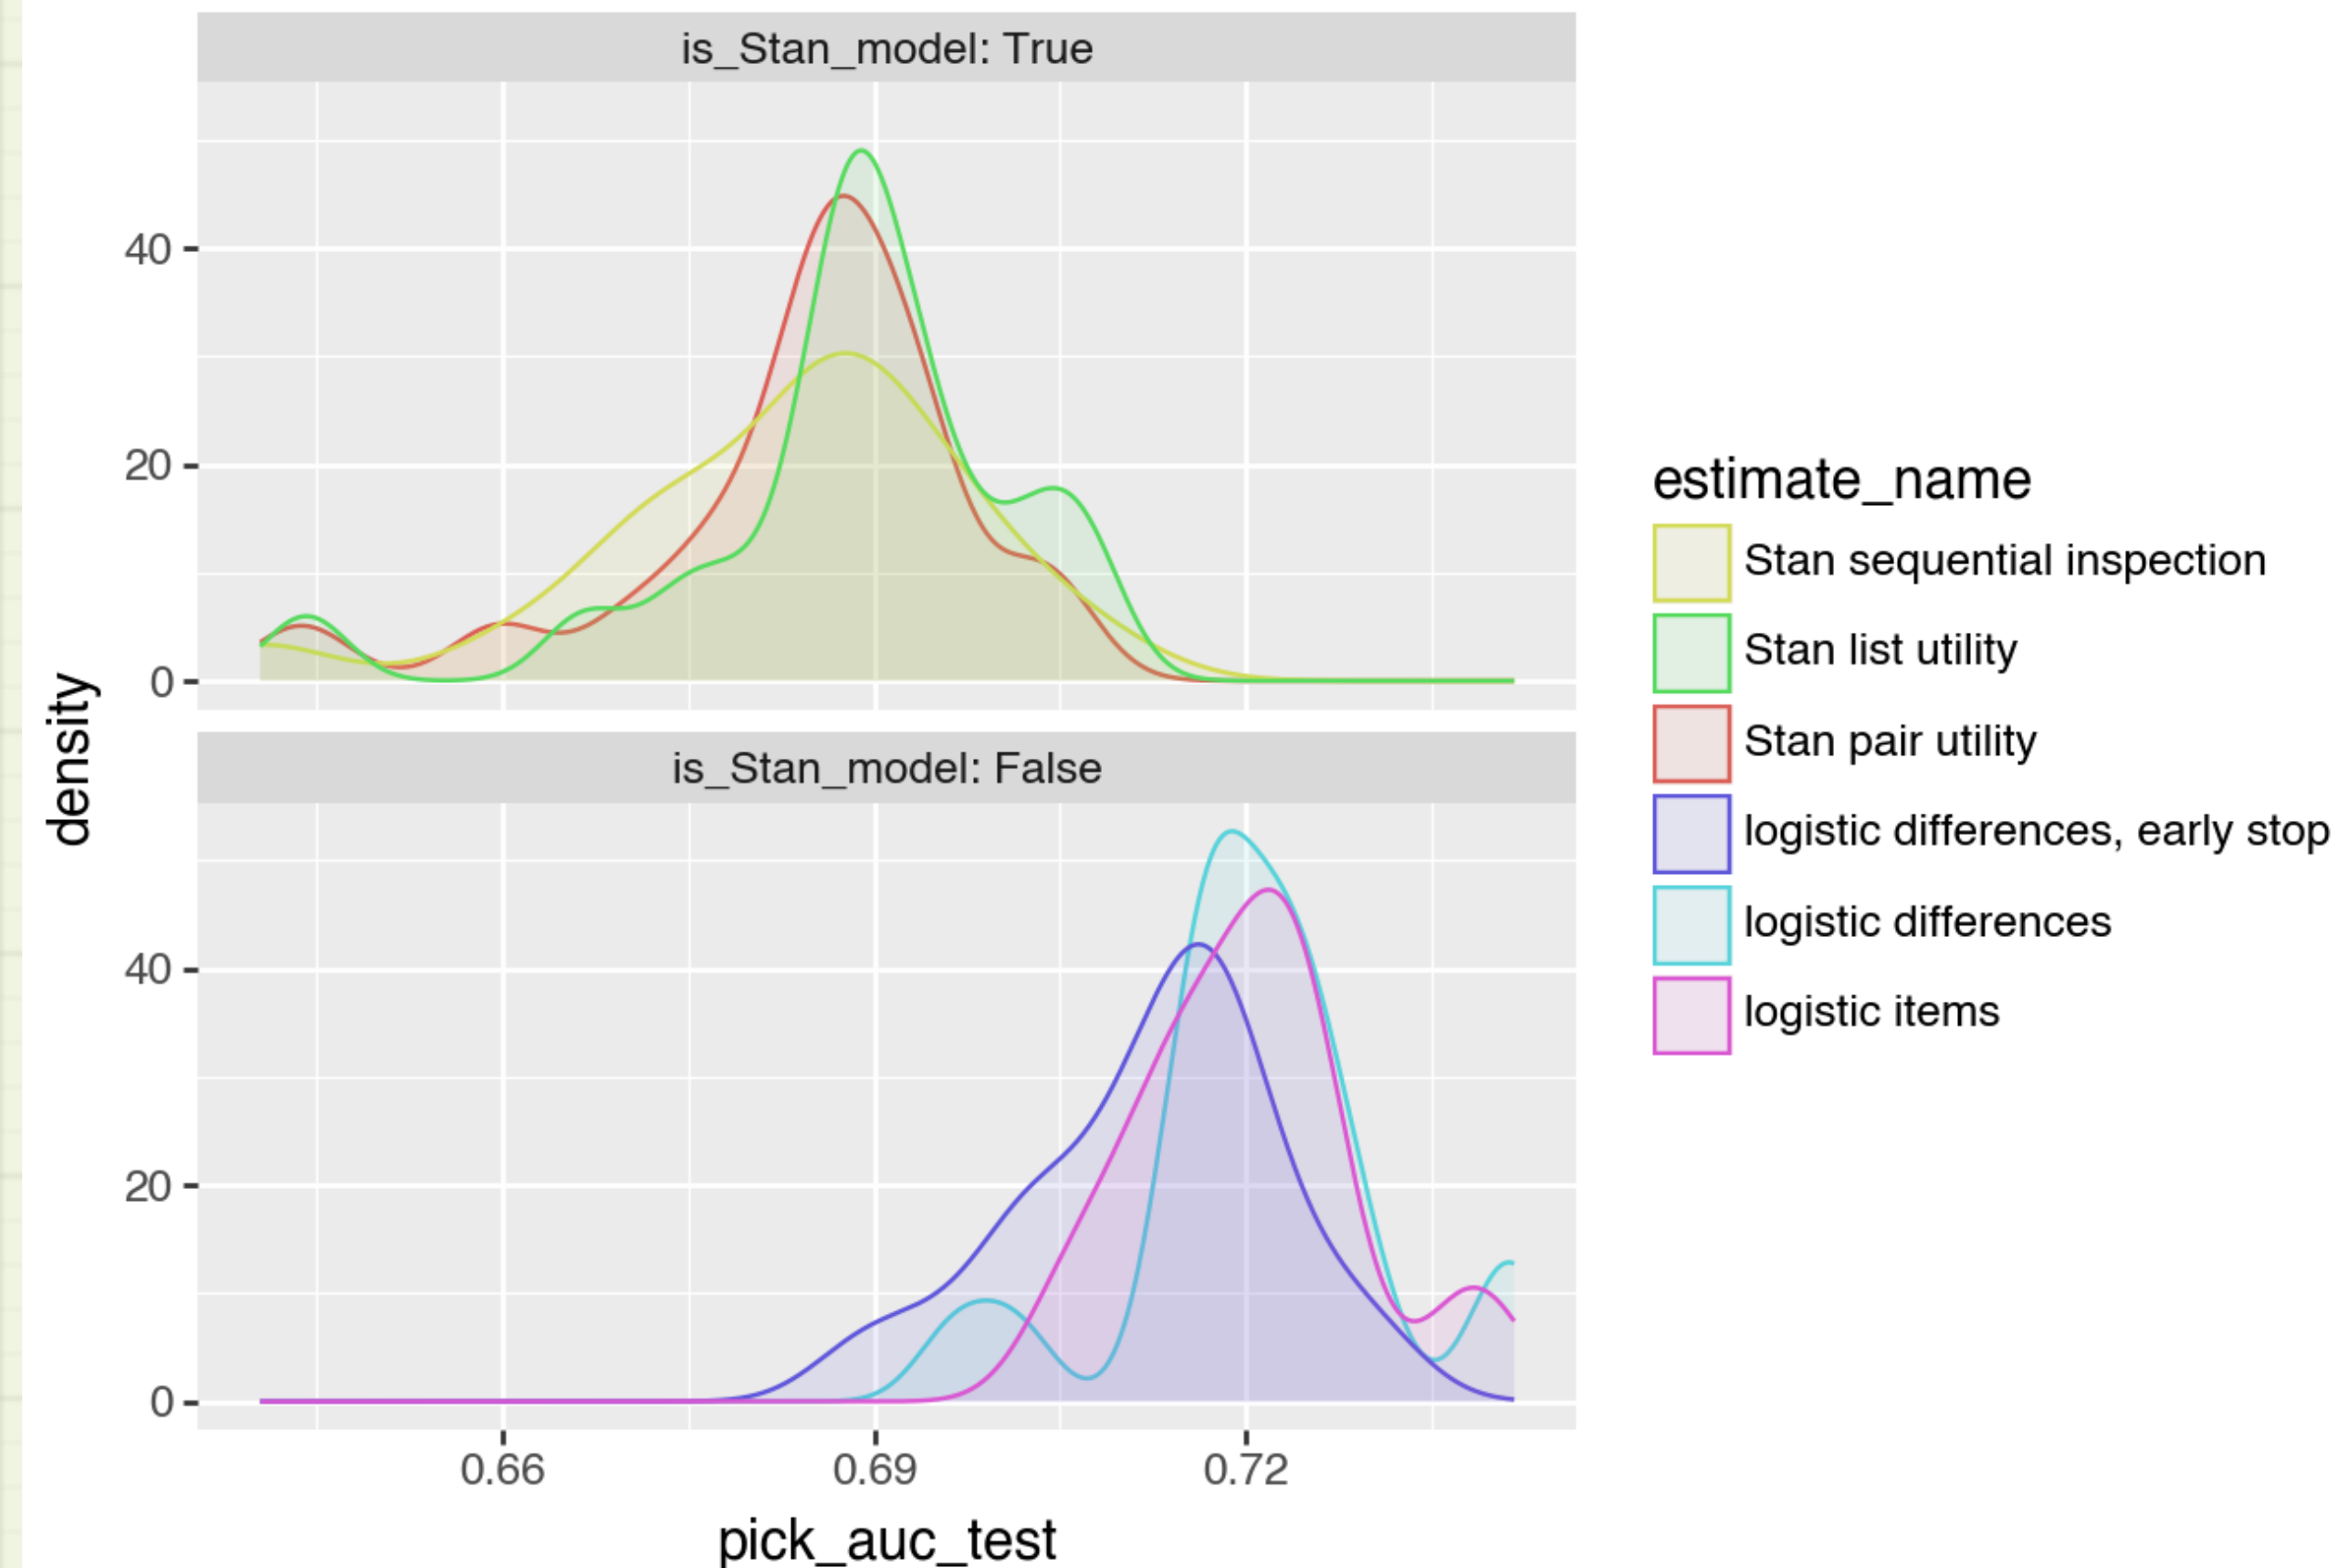 is_Stan_model: True
40
20
0
is_Stan_model: False
40
20
0
0.66 0.69 0.72
pick_auc_test
density
estimate_name
Stan sequential inspection
Stan list utility
Stan pair utility
logistic differences, early stop
logistic differences
logistic items